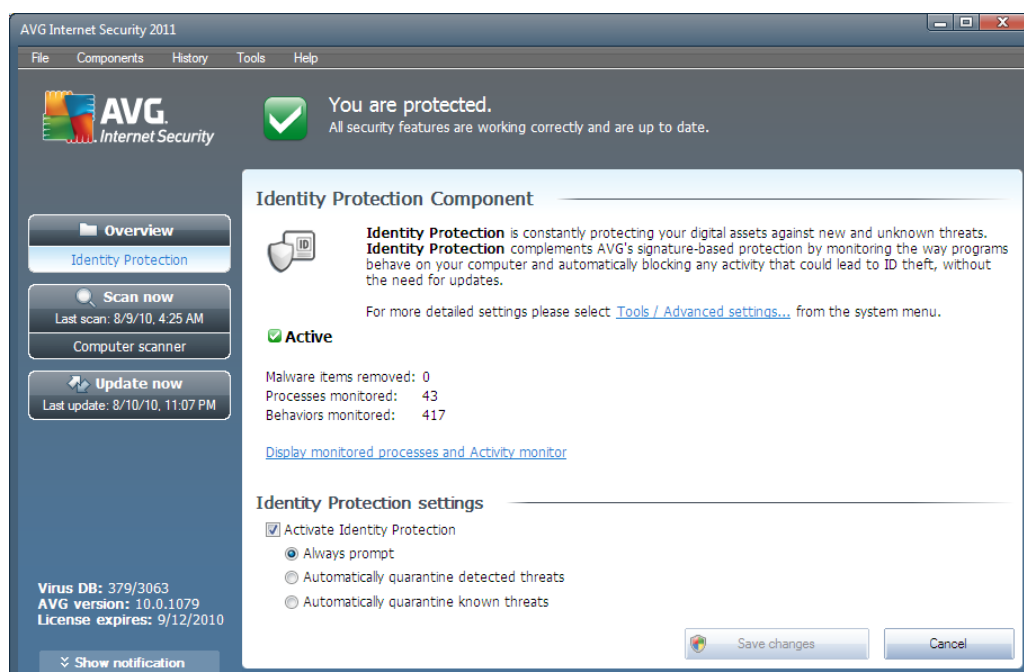 AVG Internet Security 2011
File Components History Tools Help
AVG.
Internet Security
You are protected.
All security features are working correctly and are up to date.
Overview
Identity Protection
Scan now
Last scan: 8/9/10, 4:25 AM
Computer scanner
Update now
Last update: 8/10/10, 11:07 PM
Virus DB: 379/3063
AVG version: 10.0.1079
License expires: 9/12/2010
Show notification
Identity Protection Component
ID
Identity Protection is constantly protecting your digital assets against new and unknown threats.
Identity Protection complements AVG's signature-based protection by monitoring the way programs
behave on your computer and automatically blocking any activity that could lead to ID theft, without
the need for updates.
For more detailed settings please select Tools / Advanced settings... from the system menu.
Active
Malware items removed: 0
Processes monitored: 43
Behaviors monitored: 417
Display monitored processes and Activity monitor
Identity Protection settings
Activate Identity Protection
Always prompt
Automatically quarantine detected threats
Automatically quarantine known threats
Save changes Cancel